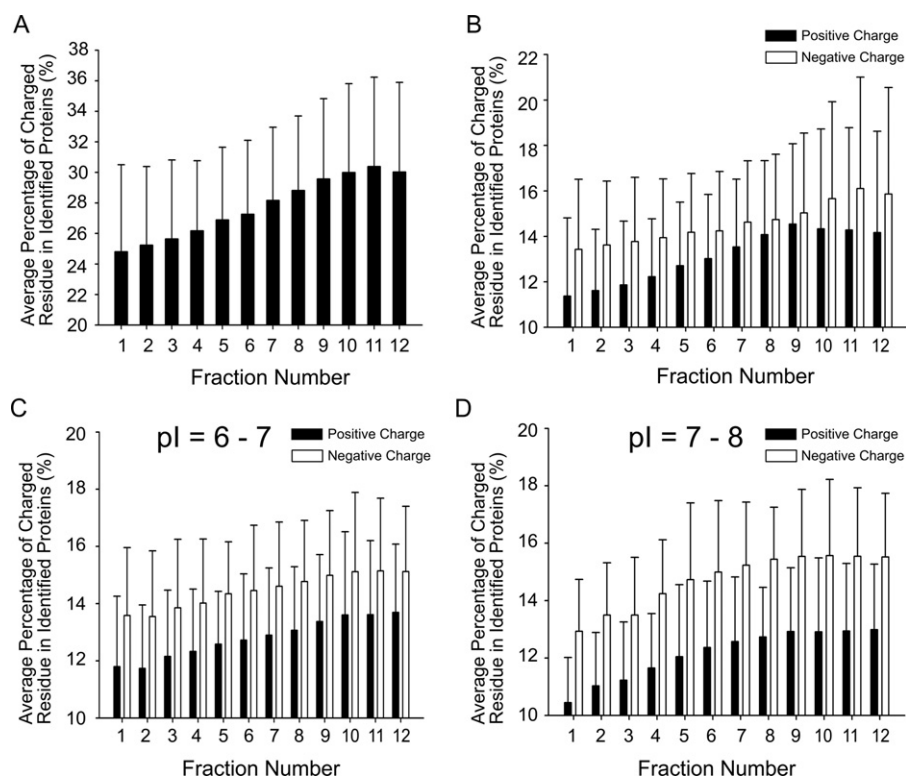 A
Average Percentage of Charged
Residue in Identified Proteins (%)
38
36
34
32
30
28
26
24
22
20
1 2 3 4 5 6 7 8 9 10 11 12
Fraction Number
B
Positive Charge
Negative Charge
Average Percentage of Charged
Residue in Identified Proteins (%)
22
20
18
16
14
12
10
1 2 3 4 5 6 7 8 9 10 11 12
Fraction Number
C
pI = 6 - 7
Positive Charge
Negative Charge
Average Percentage of Charged
Residue in Identified Proteins (%)
20
18
16
14
12
10
1 2 3 4 5 6 7 8 9 10 11 12
Fraction Number
D
pI = 7 - 8
Positive Charge
Negative Charge
Average Percentage of Charged
Residue in Identified Proteins (%)
20
18
16
14
12
10
1 2 3 4 5 6 7 8 9 10 11 12
Fraction Number